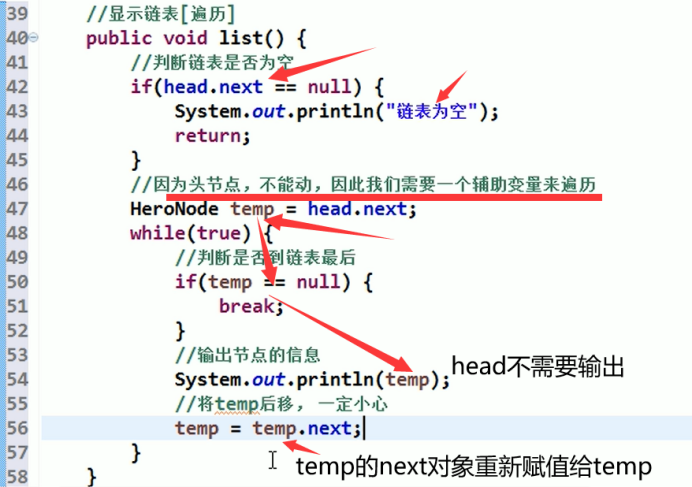 39 //显示链表[遍历]
40 public void list() {
41 //判断链表是否为空
42 if(head.next == null) {
43 System.out.println("链表为空");
44 return;
45 }
46 //因为头节点，不能动，因此我们需要一个辅助变量来遍历
47 HeroNode temp = head.next;
48 while(true) {
49 //判断是否到链表最后
50 if(temp == null) {
51 break;
52 }
53 //输出节点的信息
head不需要输出
54 System.out.println(temp);
55 //将temp后移， 一定小心
56 temp = temp.next;
57 }
temp的next对象重新赋值给temp
58 }